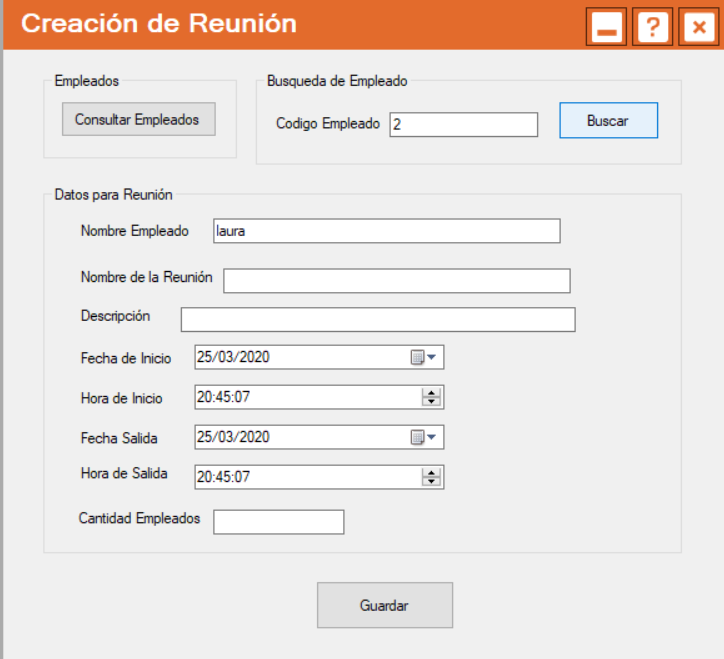 Creación de Reunión
?
Empleados
Consultar Empleados
Busqueda de Empleado
Codigo Empleado 2
Buscar
Datos para Reunión
Nombre Empleado laura
Nombre de la Reunión
Descripción
Fecha de Inicio 25/03/2020
Hora de Inicio 20:45:07
Fecha Salida 25/03/2020
Hora de Salida 20:45:07
Cantidad Empleados
Guardar